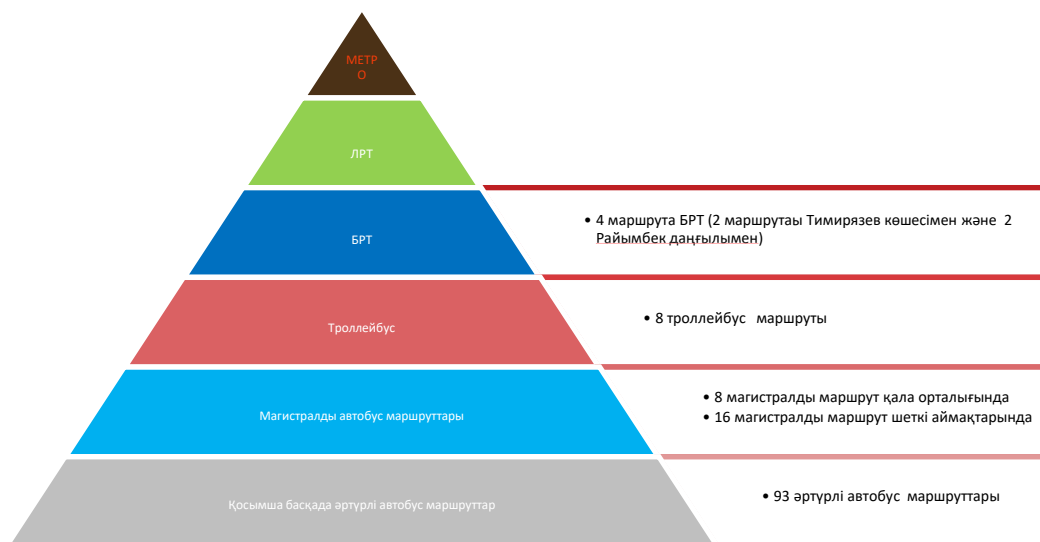 МЕТР
О
ЛРТ
БРТ
• 4 маршрута БРТ (2 маршрутаы Тимирязев көшесімен және 2
Райымбек даңғылымен)
Троллейбус
• 8 троллейбус маршруты
Магистралды автобус маршруттары
• 8 магистралды маршрут қала орталығында
• 16 магистралды маршрут шеткі аймақтарында
Қосымша басқада әртүрлі автобус маршруттар
• 93 әртүрлі автобус маршруттары